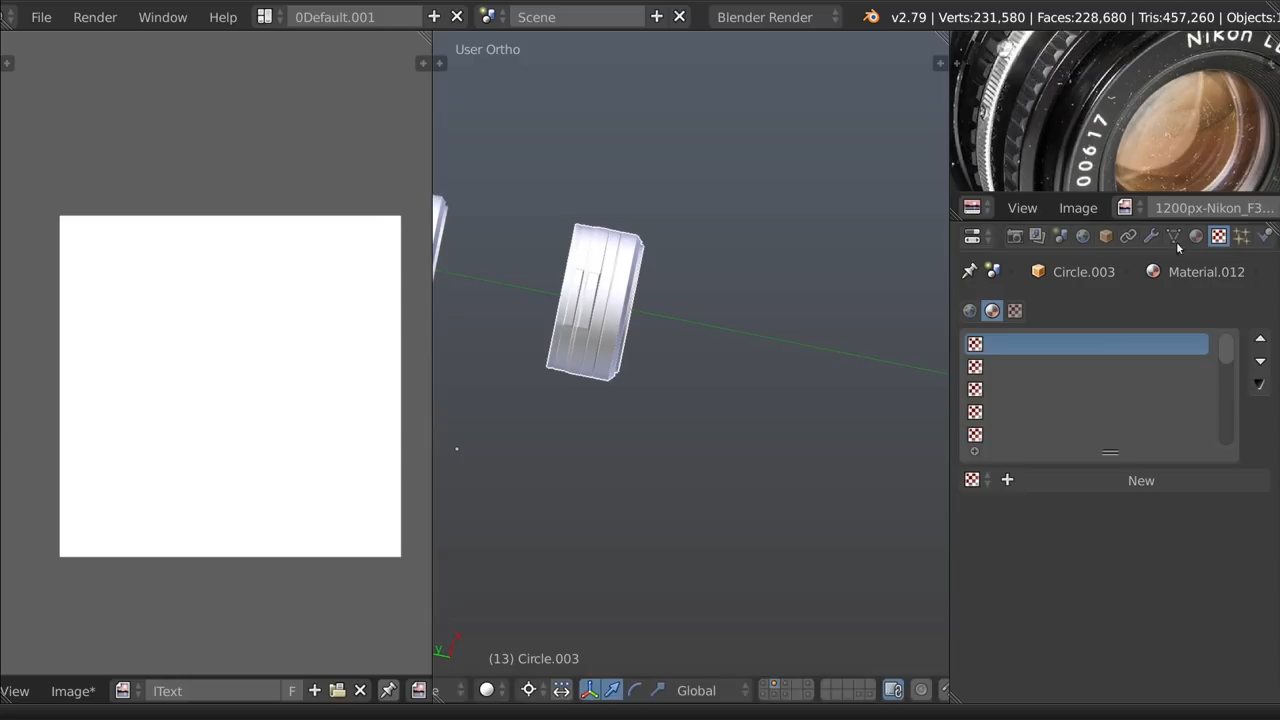 File Render Window Help 0Default.001 Scene Blender Render v2.79 | Verts:231,580 | Faces:228,680 | Tris:457,260 | Objects:1
User Ortho
Nikon
00617
View Image 1200px-Nikon_F3...
Circle.003 Material.012
New
(13) Circle.003
View Image* lText F
e Global